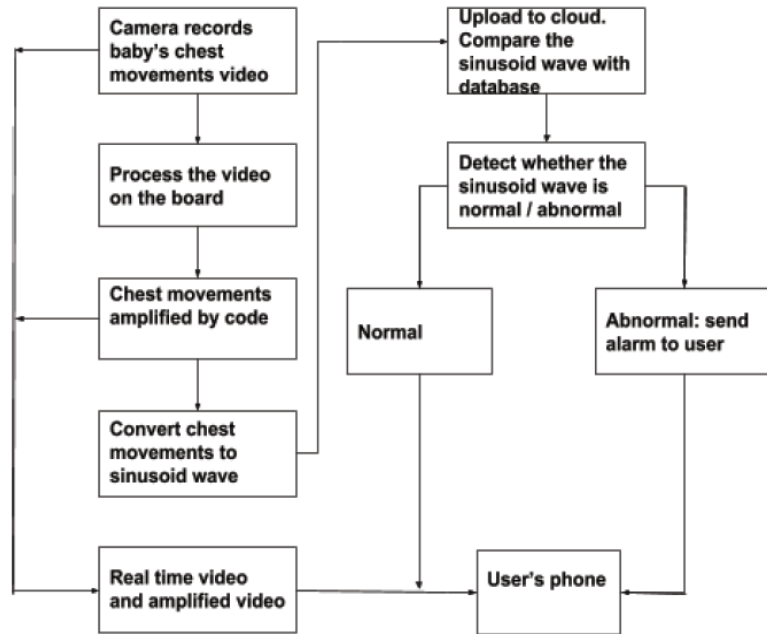 Camera records
baby's chest
movements video
Process the video
on the board
Chest movements
amplified by code
Convert chest
movements to
sinusoid wave
Real time video
and amplified video
Upload to cloud.
Compare the
sinusoid wave with
database
Detect whether the
sinusoid wave is
normal / abnormal
Normal
Abnormal: send
alarm to user
User's phone